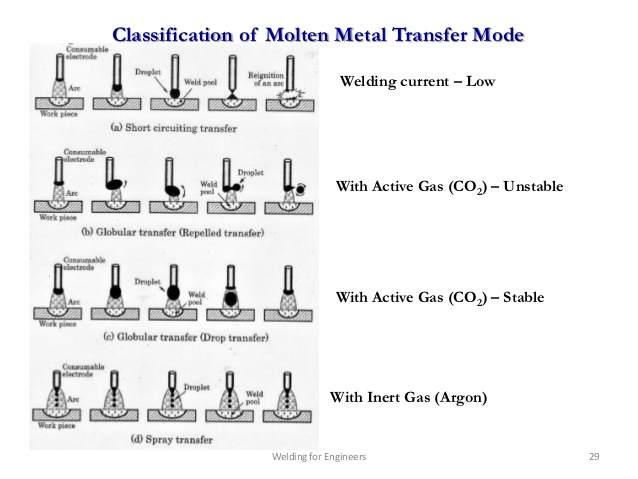 Classification of Molten Metal Transfer Mode
Consumable
electrode
Arc
Work piece
Droplet
Weld pool
Reignition
of an arc
(a) Short circuiting transfer
Welding current – Low
Consumable
electrode
Arc
Work piece
Weld
pool
Droplet
(b) Globular transfer (Repelled transfer)
With Active Gas (CO₂) – Unstable
Consumable
electrode
Arc
Work piece
Droplet
Weld
pool
(c) Globular transfer (Drop transfer)
With Active Gas (CO₂) – Stable
Consumable
electrode
Arc
Work piece
Droplet
Weld
pool
(d) Spray transfer
With Inert Gas (Argon)
Welding for Engineers
29